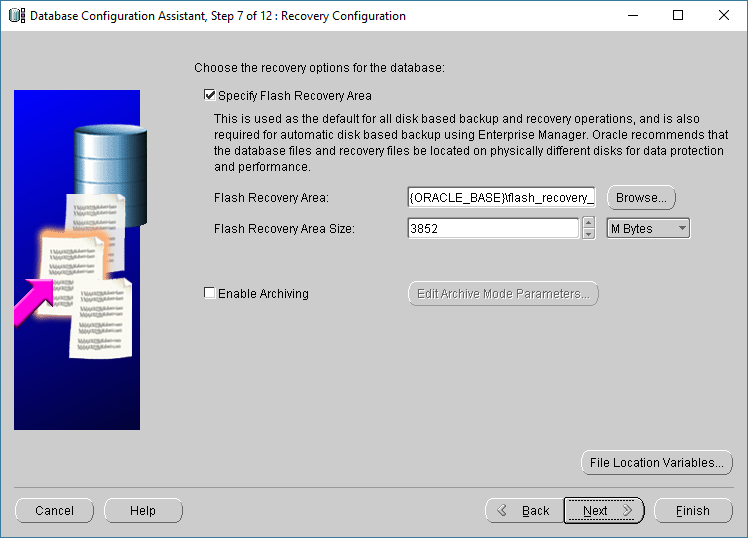 Database Configuration Assistant, Step 7 of 12 : Recovery Configuration
Choose the recovery options for the database:
Specify Flash Recovery Area
This is used as the default for all disk based backup and recovery operations, and is also
required for automatic disk based backup using Enterprise Manager. Oracle recommends that
the database files and recovery files be located on physically different disks for data protection
and performance.
Flash Recovery Area: {ORACLE_BASE}\flash_recovery_ Browse...
Flash Recovery Area Size: 3852 M Bytes
Enable Archiving Edit Archive Mode Parameters...
File Location Variables...
Cancel Help Back Next Finish